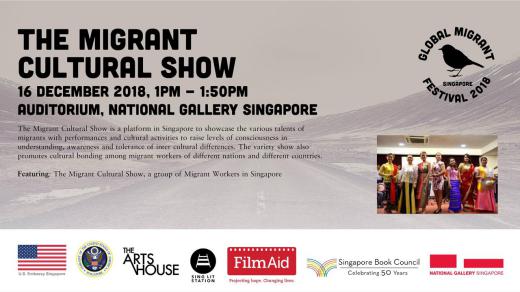 THE MIGRANT
CULTURAL SHOW
16 DECEMBER 2018, 1PM – 1:50PM
AUDITORIUM, NATIONAL GALLERY SINGAPORE
The Migrant Cultural Show is a platform in Singapore to showcase the various talents of
migrants with performances and cultural activities to raise levels of consciousness in
understanding, awareness and tolerance of inter cultural differences. The variety show also
promotes cultural bonding among migrant workers of different nations and different countries.
Featuring: The Migrant Cultural Show, a group of Migrant Workers in Singapore
GLOBAL MIGRANT
SINGAPORE
FESTIVAL 2018
U.S. Embassy Singapore
THE
ARTS
HOUSE
SING LIT
STATION
FilmAid
Projecting hope. Changing lives.
Singapore Book Council
Celebrating 50 Years
NATIONAL GALLERY SINGAPORE